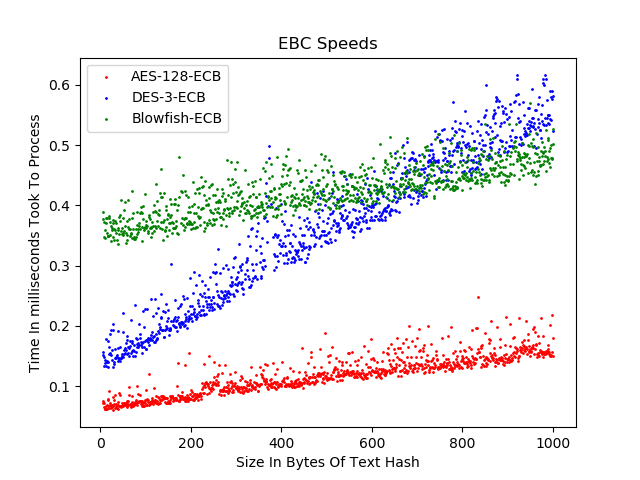 EBC Speeds
AES-128-ECB
DES-3-ECB
Blowfish-ECB
Time In milliseconds Took To Process
0.6
0.5
0.4
0.3
0.2
0.1
0 200 400 600 800 1000
Size In Bytes Of Text Hash